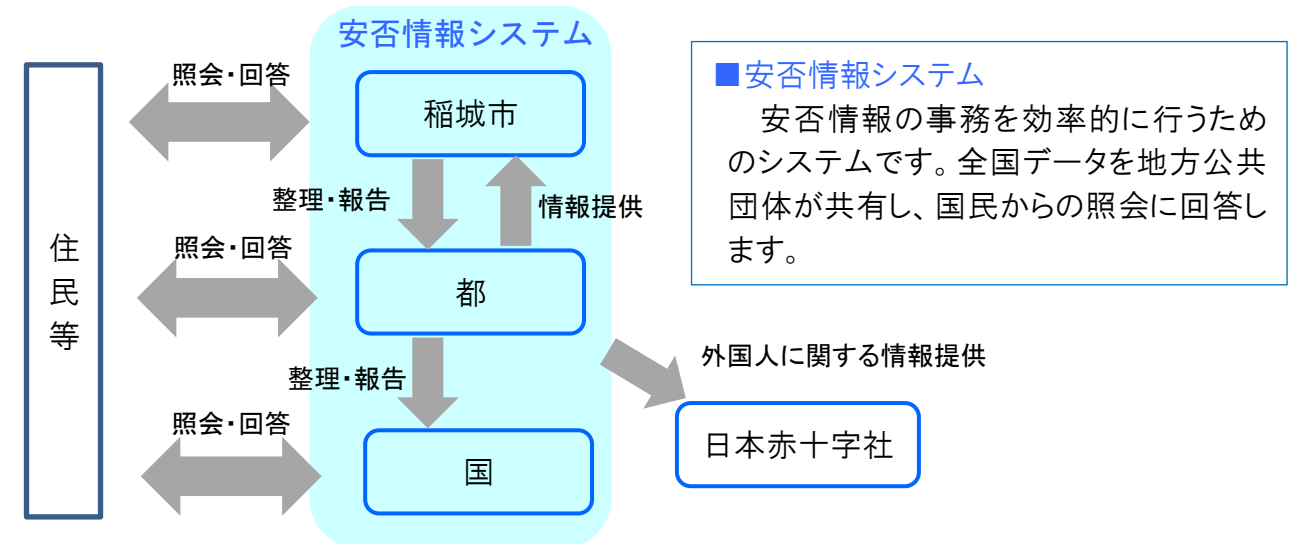 安否情報システム
照会・回答
稲城市
整理・報告
情報提供
住民等
照会・回答
都
整理・報告
外国人に関する情報提供
照会・回答
国
日本赤十字社
■安否情報システム
安否情報の事務を効率的に行うため
のシステムです。全国データを地方公共
団体が共有し、国民からの照会に回答し
ます。